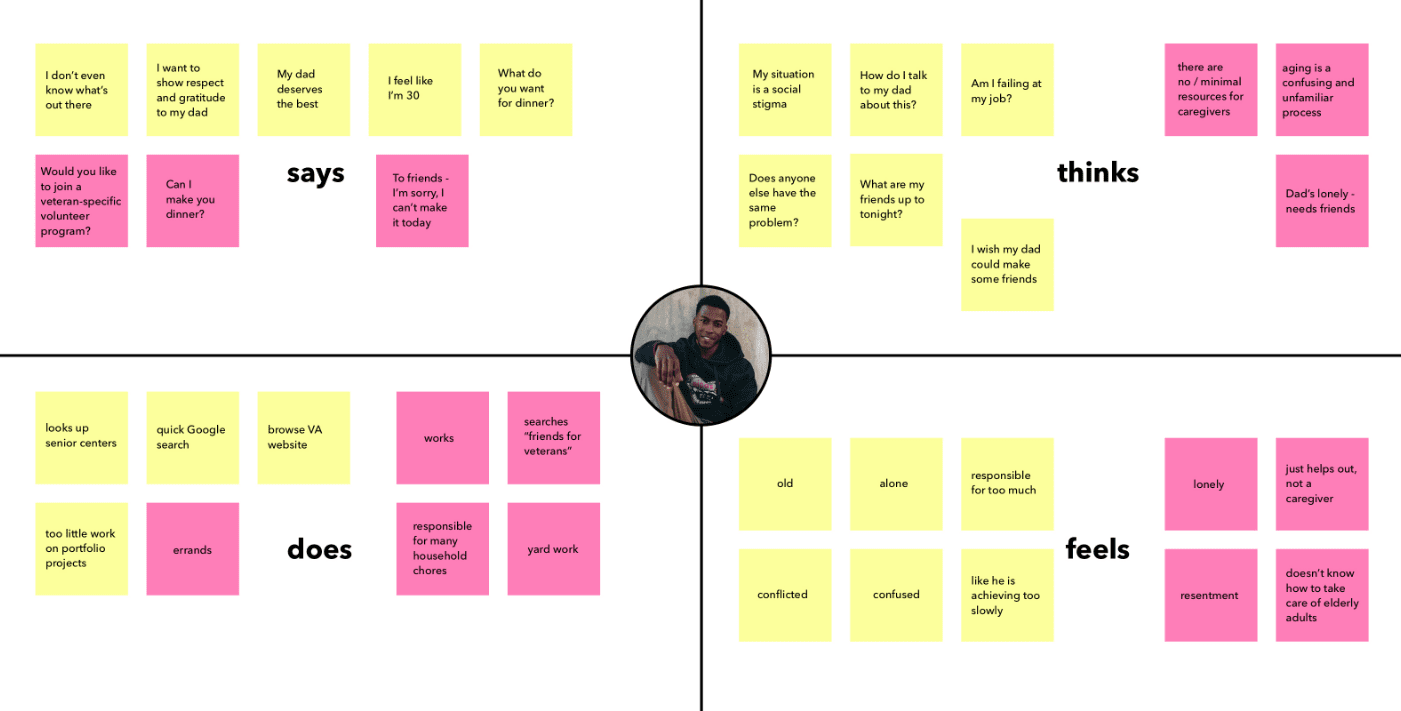 I don't even
know what's
out there
I want to
show respect
and gratitude
to my dad
My dad
deserves
the best
I feel like
I'm 30
What do
you want
for dinner?
Would you like
to join a
veteran-specific
volunteer
program?
Can I
make you
dinner?
says
To friends -
I'm sorry, I
can't make
it today
My situation
is a social
stigma
How do I talk
to my dad
about this?
Am I failing at
my job?
there are
no / minimal
resources for
caregivers
aging is a
confusing and
unfamiliar
process
Does anyone
else have the
same
problem?
What are my
friends up to
tonight?
thinks
Dad's lonely -
needs friends
I wish my dad
could make
some friends
looks up
senior centers
quick Google
search
browse VA
website
works
searches
"friends for
veterans"
too little work
on portfolio
projects
errands
does
responsible
for many
household
chores
yard work
old
alone
responsible
for too much
lonely
just helps out,
not a
caregiver
feels
conflicted
confused
like he is
achieving too
slowly
resentment
doesn't know
how to take
care of elderly
adults